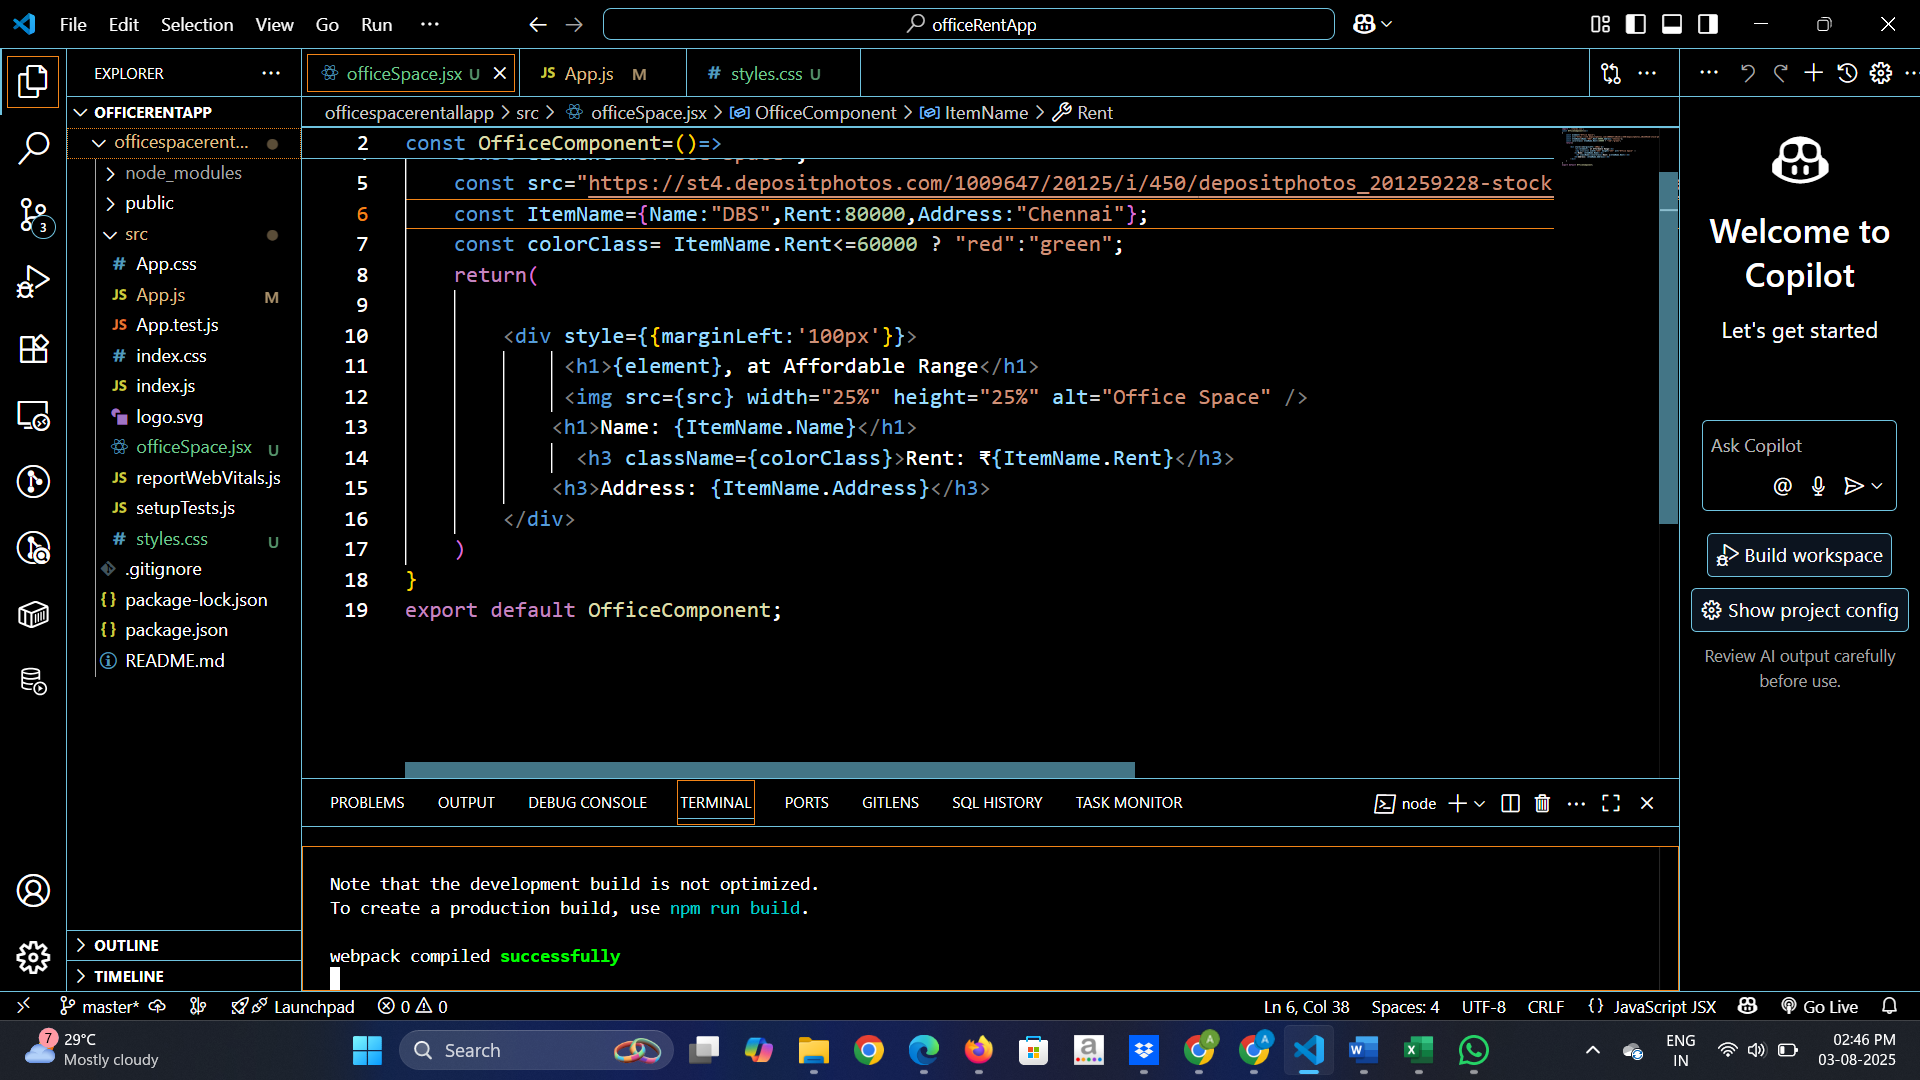 File Edit Selection View Go Run ··· officeRentApp
EXPLORER
OFFICERENTAPP
officespacerent...
node_modules
public
src
# App.css
JS App.js M
JS App.test.js
# index.css
JS index.js
logo.svg
officeSpace.jsx U
JS reportWebVitals.js
JS setupTests.js
# styles.css U
.gitignore
{} package-lock.json
{} package.json
README.md
OUTLINE
TIMELINE
officeSpace.jsx U JS App.js M # styles.css U
officespacerentallapp > src > officeSpace.jsx > OfficeComponent > ItemName > Rent
2 const OfficeComponent=()=>
5 const src="https://st4.depositphotos.com/1009647/20125/i/450/depositphotos_201259228-stock
6 const ItemName={Name:"DBS",Rent:80000,Address:"Chennai"};
7 const colorClass= ItemName.Rent<=60000 ? "red":"green";
8 return(
9
10 <div style={{marginLeft:'100px'}}>
11 <h1>{element}, at Affordable Range</h1>
12 <img src={src} width="25%" height="25%" alt="Office Space" />
13 <h1>Name: {ItemName.Name}</h1>
14 <h3 className={colorClass}>Rent: ₹{ItemName.Rent}</h3>
15 <h3>Address: {ItemName.Address}</h3>
16 </div>
17 )
18 }
19 export default OfficeComponent;
PROBLEMS OUTPUT DEBUG CONSOLE TERMINAL PORTS GITLENS SQL HISTORY TASK MONITOR node
Note that the development build is not optimized.
To create a production build, use npm run build.
webpack compiled successfully
Welcome to
Copilot
Let's get started
Ask Copilot
Build workspace
Show project config
Review AI output carefully
before use.
3
master* Launchpad 0 0 Ln 6, Col 38 Spaces: 4 UTF-8 CRLF {} JavaScript JSX Go Live
7
29°C
Mostly cloudy
Search
ENG
IN
02:46 PM
03-08-2025